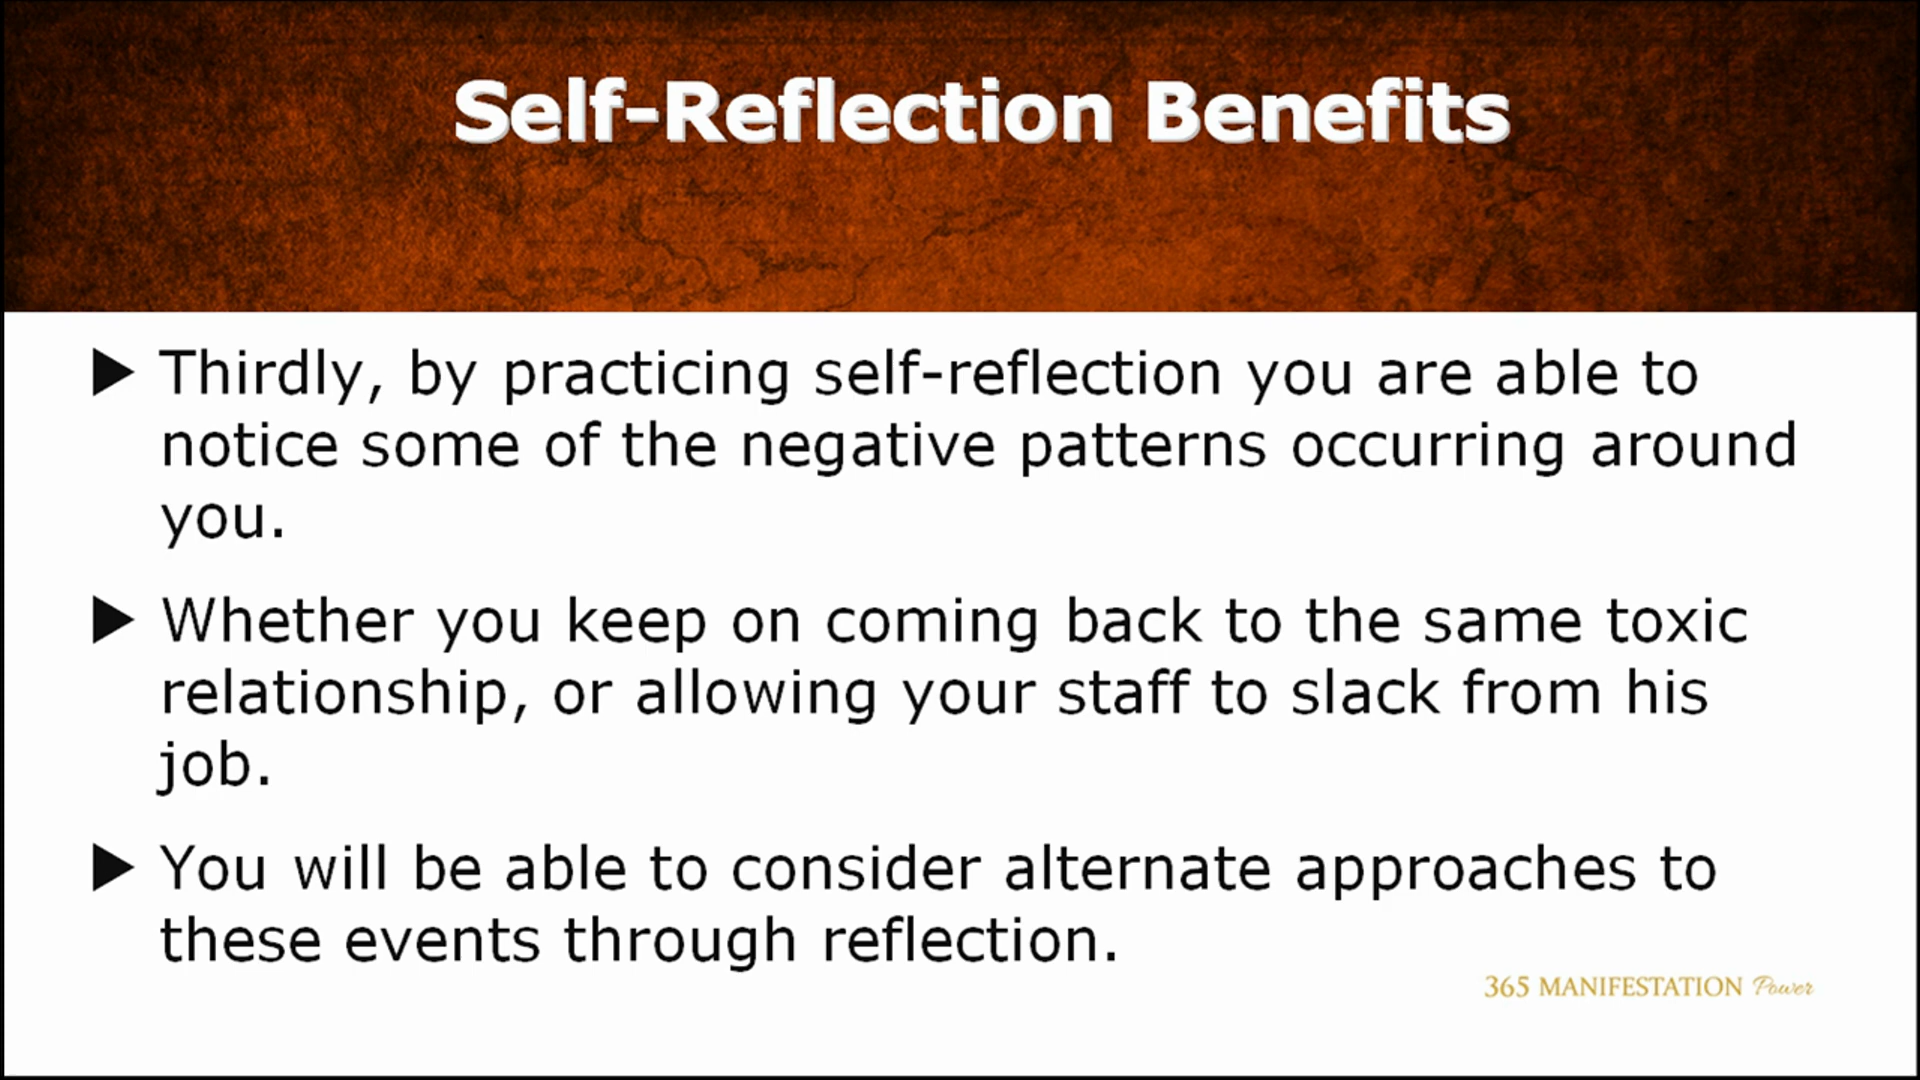 Self-Reflection Benefits
Thirdly, by practicing self-reflection you are able to
notice some of the negative patterns occurring around
you.
Whether you keep on coming back to the same toxic
relationship, or allowing your staff to slack from his
job.
You will be able to consider alternate approaches to
these events through reflection.
365 MANIFESTATION Power